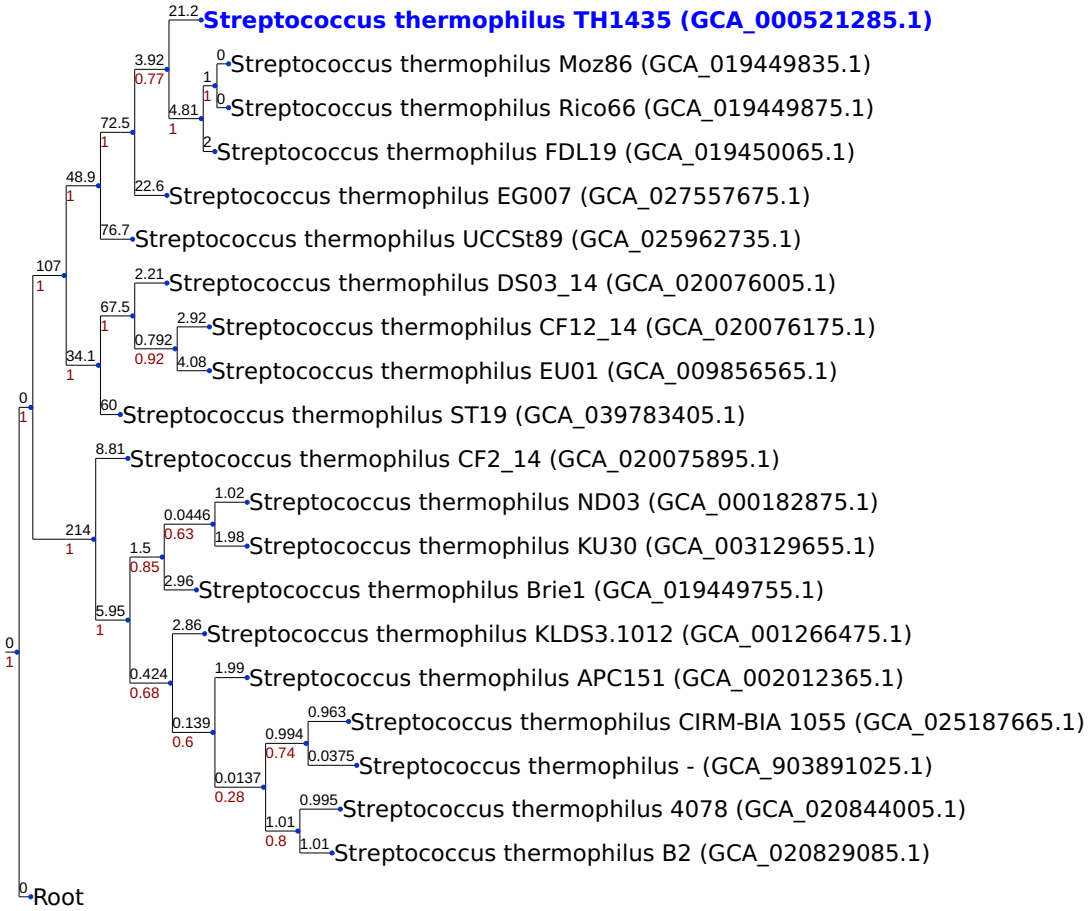 21.2
Streptococcus thermophilus TH1435 (GCA_000521285.1)
3.92
0.77
0
Streptococcus thermophilus Moz86 (GCA_019449835.1)
1
1
0
Streptococcus thermophilus Rico66 (GCA_019449875.1)
4.81
1
72.5
1
2
Streptococcus thermophilus FDL19 (GCA_019450065.1)
48.9
1
22.6
Streptococcus thermophilus EG007 (GCA_027557675.1)
76.7
Streptococcus thermophilus UCCSt89 (GCA_025962735.1)
107
1
2.21
Streptococcus thermophilus DS03_14 (GCA_020076005.1)
67.5
1
2.92
Streptococcus thermophilus CF12_14 (GCA_020076175.1)
0.792
0.92
34.1
1
4.08
Streptococcus thermophilus EU01 (GCA_009856565.1)
0
1
60
Streptococcus thermophilus ST19 (GCA_039783405.1)
8.81
Streptococcus thermophilus CF2_14 (GCA_020075895.1)
1.02
Streptococcus thermophilus ND03 (GCA_000182875.1)
0.0446
0.63
214
1
1.5
0.85
1.98
Streptococcus thermophilus KU30 (GCA_003129655.1)
2.96
Streptococcus thermophilus Brie1 (GCA_019449755.1)
5.95
1
2.86
Streptococcus thermophilus KLDS3.1012 (GCA_001266475.1)
0
1
0.424
0.68
1.99
Streptococcus thermophilus APC151 (GCA_002012365.1)
0.139
0.6
0.963
Streptococcus thermophilus CIRM-BIA 1055 (GCA_025187665.1)
0.994
0.74
0.0375
Streptococcus thermophilus - (GCA_903891025.1)
0.0137
0.28
0.995
Streptococcus thermophilus 4078 (GCA_020844005.1)
1.01
0.8
1.01
Streptococcus thermophilus B2 (GCA_020829085.1)
0
Root